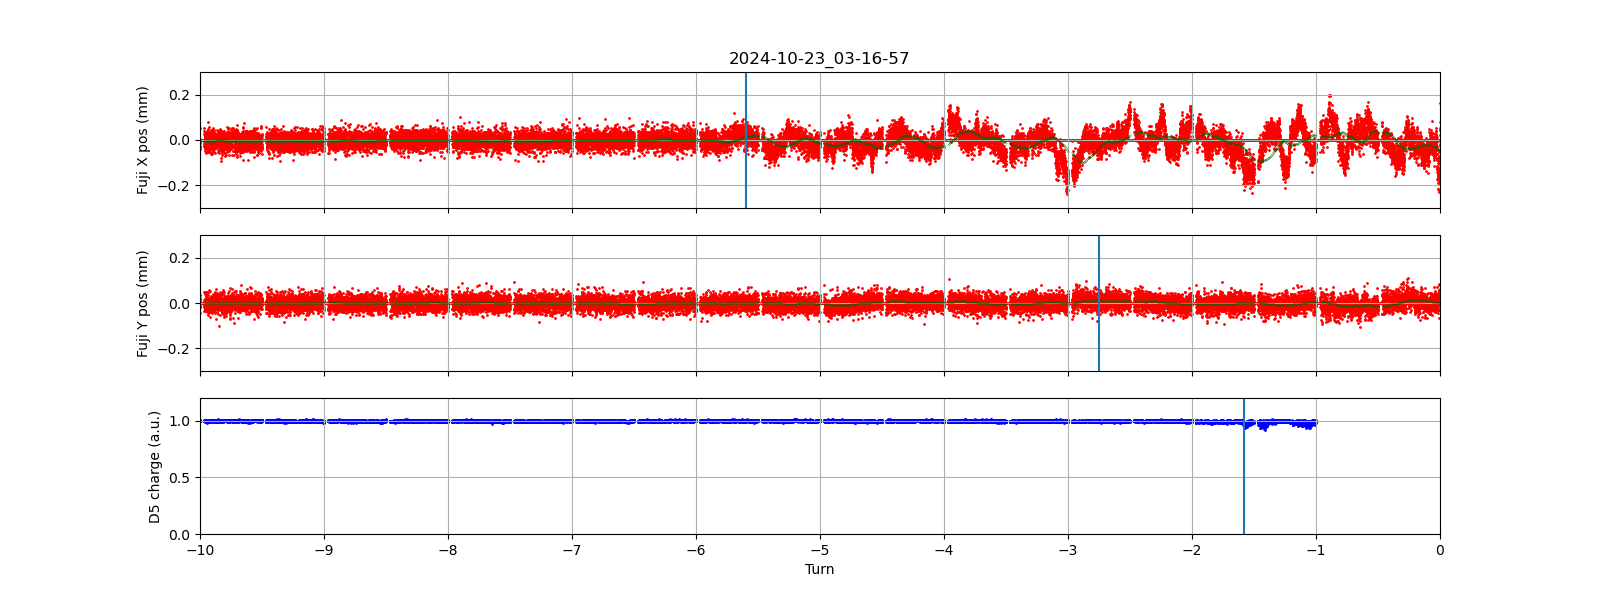 2024-10-23_03-16-57
Fuji X pos (mm)
0.2
0.0
−0.2
Fuji Y pos (mm)
0.2
0.0
−0.2
D5 charge (a.u.)
1.0
0.5
0.0
−10 −9 −8 −7 −6 −5 −4 −3 −2 −1 0
Turn